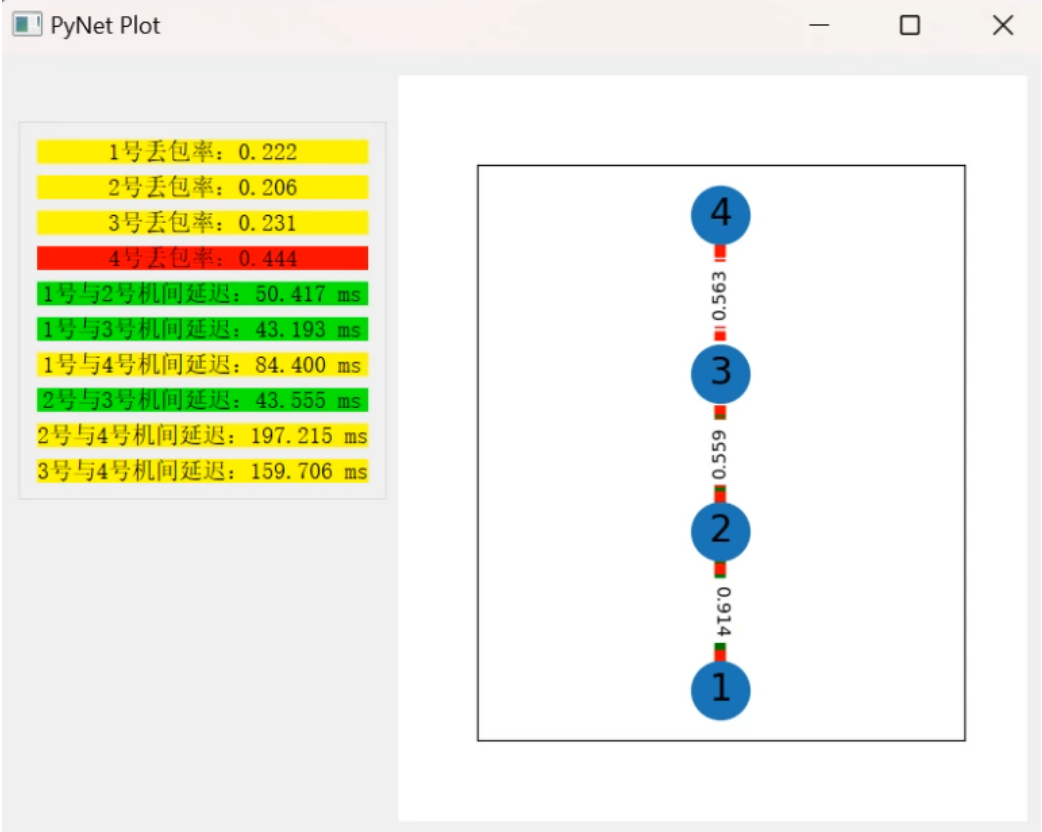 PyNet Plot
1号丢包率：0.222
2号丢包率：0.206
3号丢包率：0.231
4号丢包率：0.444
1号与2号机间延迟：50.417 ms
1号与3号机间延迟：43.193 ms
1号与4号机间延迟：84.400 ms
2号与3号机间延迟：43.555 ms
2号与4号机间延迟：197.215 ms
3号与4号机间延迟：159.706 ms
4
0.563
3
0.559
2
0.914
1